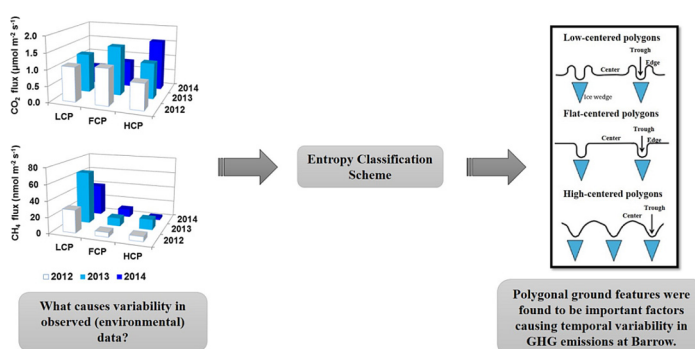 CO₂ flux (μmol m⁻² s⁻¹)
2.0
1.5
1.0
0.5
0.0
LCP
FCP
HCP
2012
2013
2014
CH₄ flux (nmol m⁻² s⁻¹)
80
60
40
20
0
LCP
FCP
HCP
2012
2013
2014
2012 2013 2014
What causes variability in
observed (environmental)
data?
Entropy Classification
Scheme
Low-centered polygons
Trough
Center
Edge
ice wedge
Flat-centered polygons
Trough
Center
Edge
High-centered polygons
Trough
Center
Polygonal ground features were
found to be important factors
causing temporal variability in
GHG emissions at Barrow.